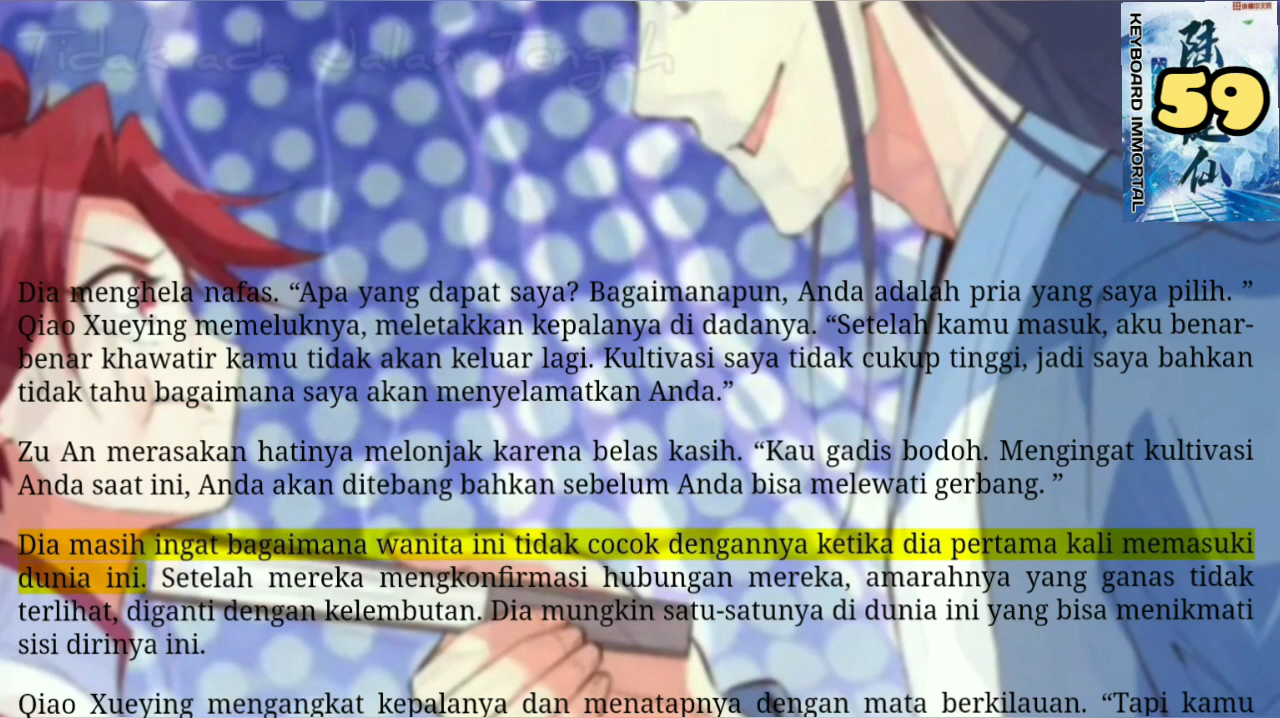 Tidak ada Jalan Tengah
KEYBOARD IMMORTAL
59
仙
Dia menghela nafas. “Apa yang dapat saya? Bagaimanapun, Anda adalah pria yang saya pilih. ”
Qiao Xueying memeluknya, meletakkan kepalanya di dadanya. “Setelah kamu masuk, aku benar-
benar khawatir kamu tidak akan keluar lagi. Kultivasi saya tidak cukup tinggi, jadi saya bahkan
tidak tahu bagaimana saya akan menyelamatkan Anda.”
Zu An merasakan hatinya melonjak karena belas kasih. “Kau gadis bodoh. Mengingat kultivasi
Anda saat ini, Anda akan ditebang bahkan sebelum Anda bisa melewati gerbang. ”
Dia masih ingat bagaimana wanita ini tidak cocok dengannya ketika dia pertama kali memasuki
dunia ini. Setelah mereka mengkonfirmasi hubungan mereka, amarahnya yang ganas tidak
terlihat, diganti dengan kelembutan. Dia mungkin satu-satunya di dunia ini yang bisa menikmati
sisi dirinya ini.
Qiao Xueying mengangkat kepalanya dan menatapnya dengan mata berkilauan. “Tapi kamu